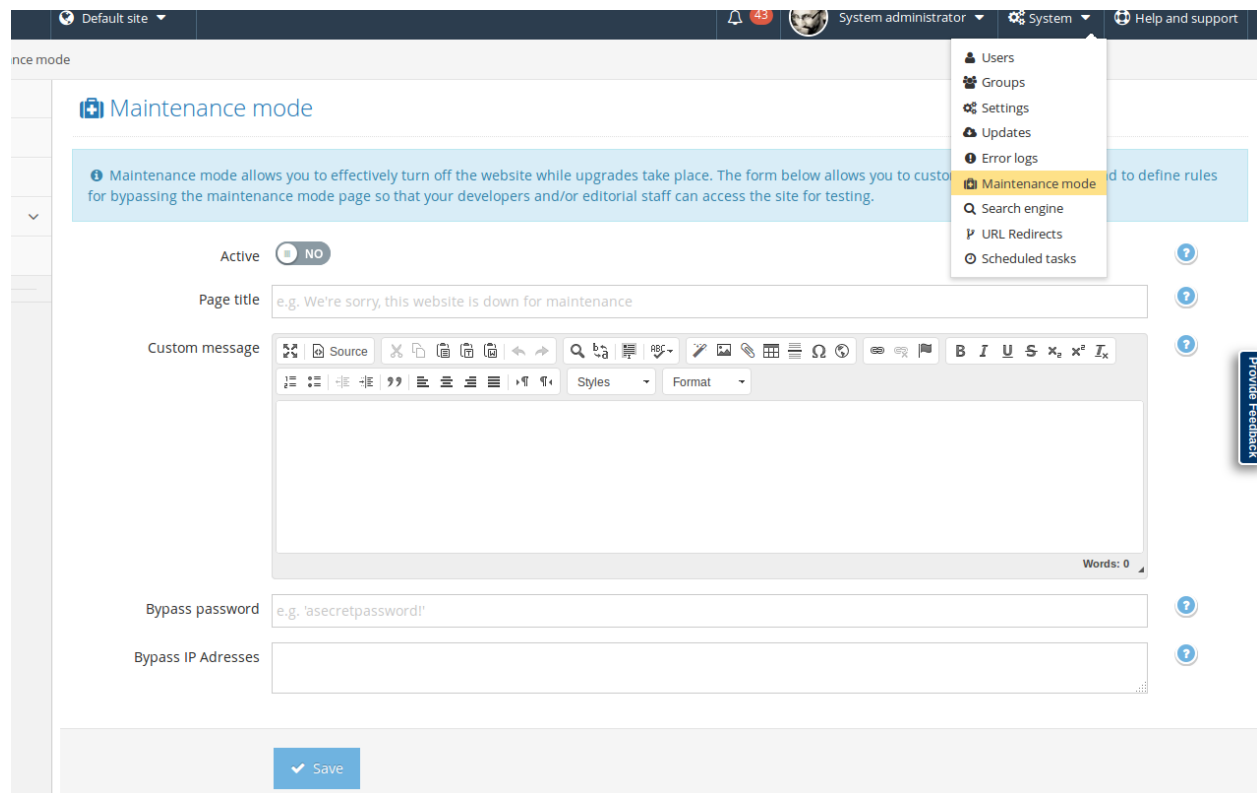 Default site
43
System administrator
System
Help and support
nce mode
Users
Groups
Settings
Updates
Error logs
Maintenance mode
Search engine
URL Redirects
Scheduled tasks
Maintenance mode
Maintenance mode allows you to effectively turn off the website while upgrades take place. The form below allows you to custo d to define rules
for bypassing the maintenance mode page so that your developers and/or editorial staff can access the site for testing.
Active
NO
?
Page title
e.g. We're sorry, this website is down for maintenance
?
Custom message
Source
ABC
Ω
B I U S x₂ x² Tx
?
Styles
Format
Words: 0
Provide Feedback
Bypass password
e.g. 'asecretpassword!'
?
Bypass IP Adresses
?
Save